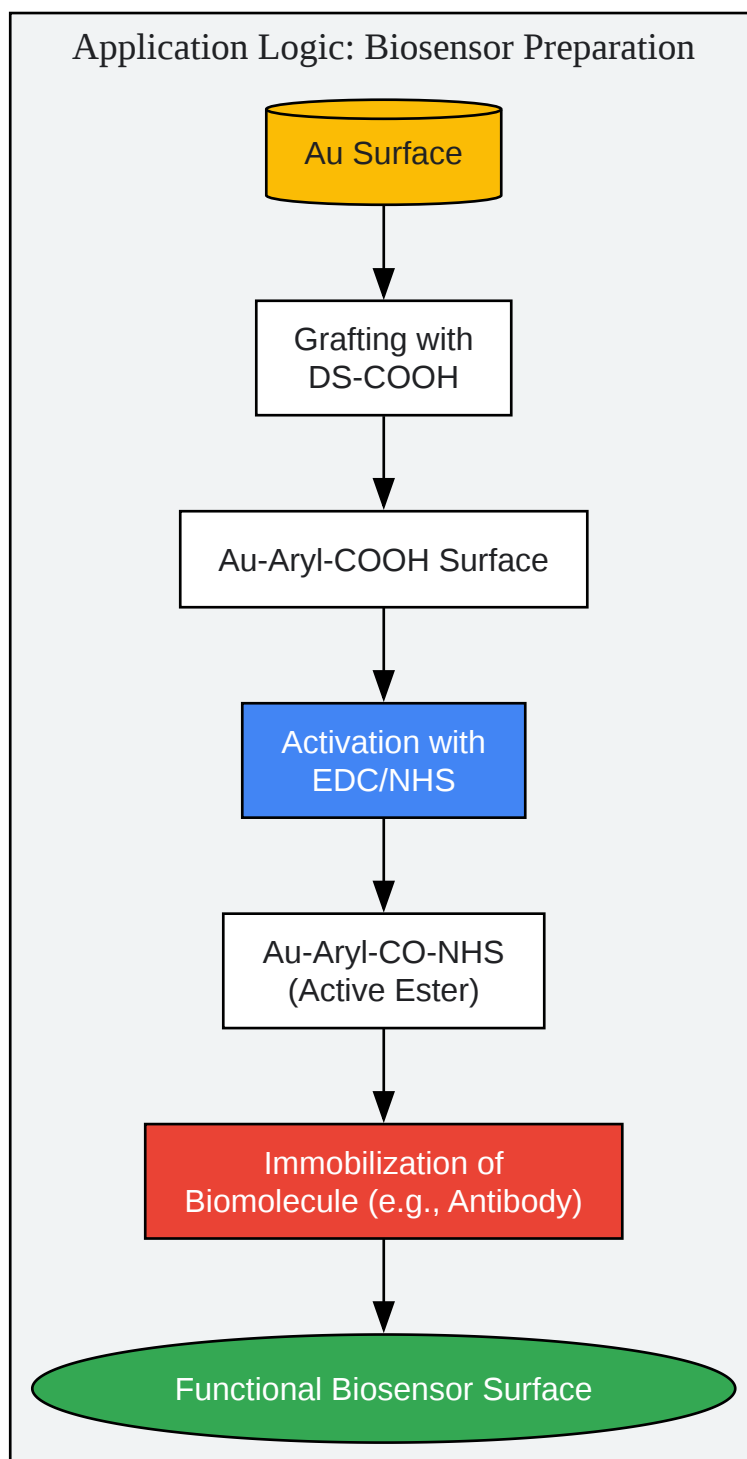 Application Logic: Biosensor Preparation
Au Surface
Grafting with
DS-COOH
Au-Aryl-COOH Surface
Activation with
EDC/NHS
Au-Aryl-CO-NHS
(Active Ester)
Immobilization of
Biomolecule (e.g., Antibody)
Functional Biosensor Surface